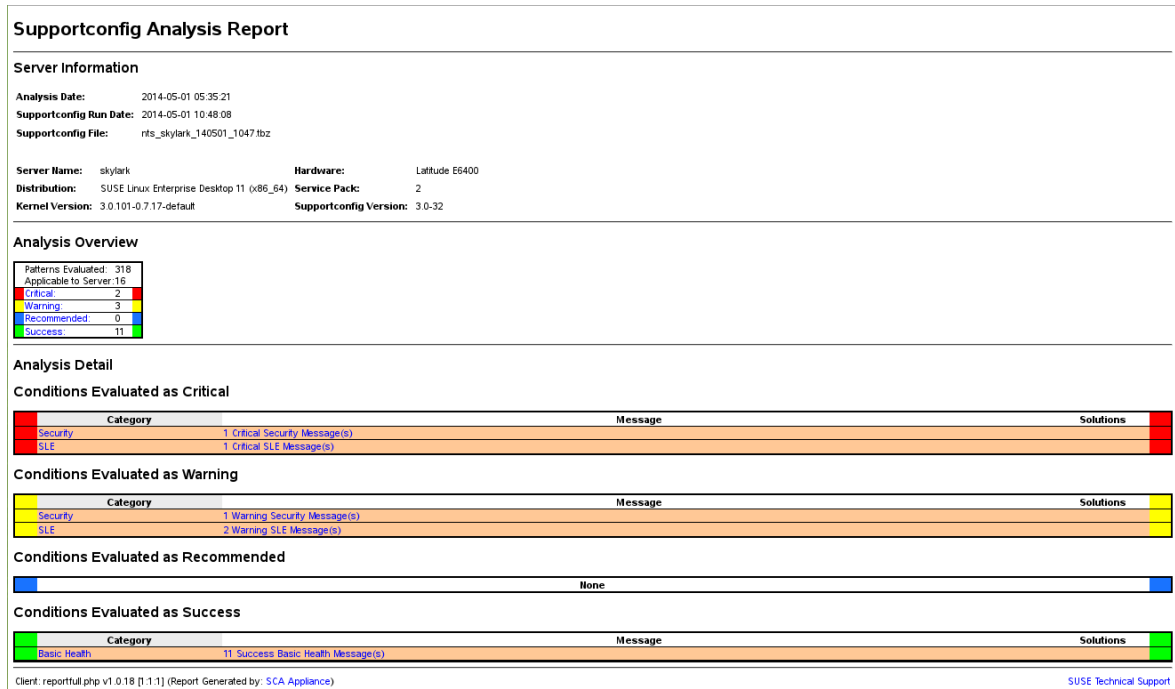 Supportconfig Analysis Report
Server Information
Analysis Date: 2014-05-01 05:35:21
Supportconfig Run Date: 2014-05-01 10:48:08
Supportconfig File: nts_skylark_140501_1047.tbz
Server Name: skylark Hardware: Latitude E6400
Distribution: SUSE Linux Enterprise Desktop 11 (x86_64) Service Pack: 2
Kernel Version: 3.0.101-0.7.17-default Supportconfig Version: 3.0-32
Analysis Overview
Patterns Evaluated: 318
Applicable to Server: 16
Critical: 2
Warning: 3
Recommended: 0
Success: 11
Analysis Detail
Conditions Evaluated as Critical
Category Message Solutions
Security 1 Critical Security Message(s)
SLE 1 Critical SLE Message(s)
Conditions Evaluated as Warning
Category Message Solutions
Security 1 Warning Security Message(s)
SLE 2 Warning SLE Message(s)
Conditions Evaluated as Recommended
None
Conditions Evaluated as Success
Category Message Solutions
Basic Health 11 Success Basic Health Message(s)
Client: reportfull.php v1.0.18 [1:1:1] (Report Generated by: SCA Appliance) SUSE Technical Support